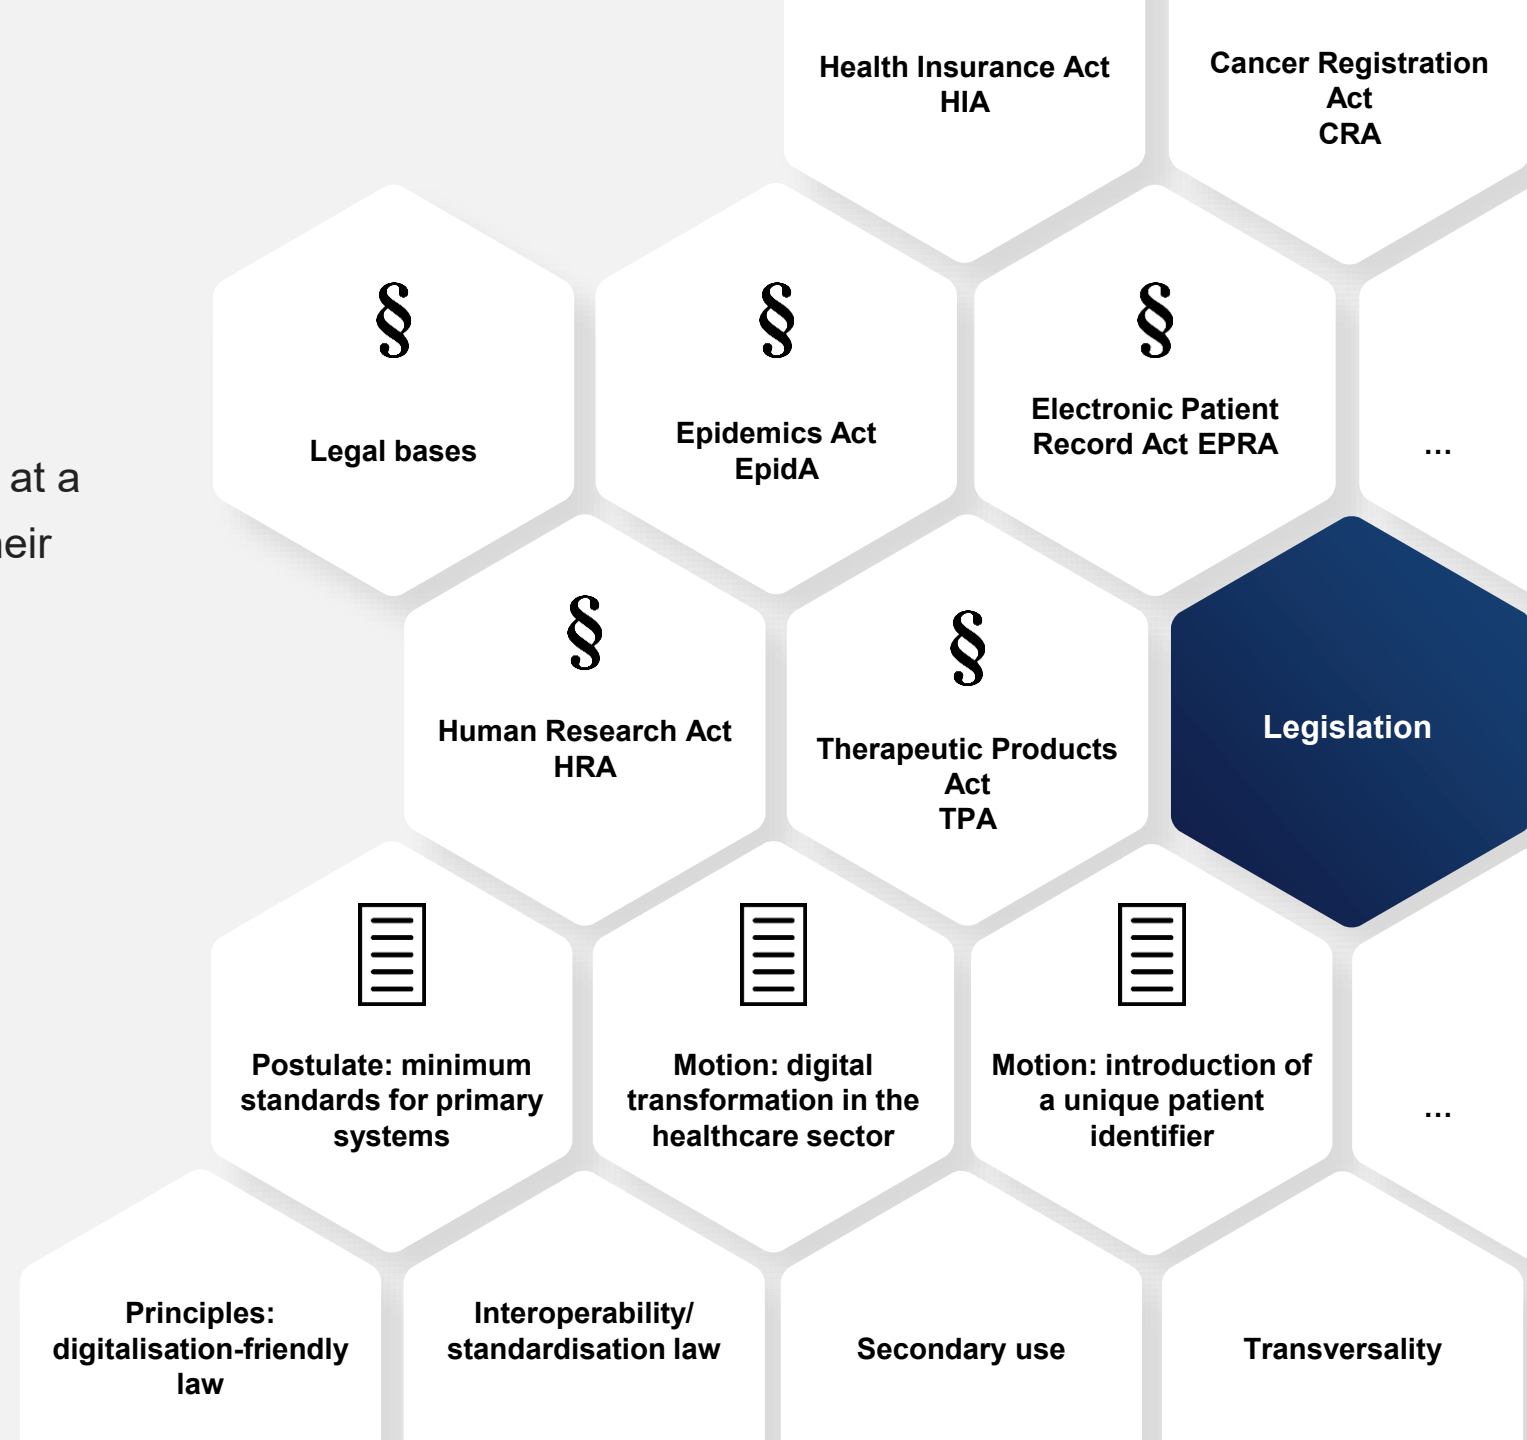 Health Insurance Act
HIA
Cancer Registration
Act
CRA
§
Legal bases
§
Epidemics Act
EpidA
§
Electronic Patient
Record Act EPRA
...
at a
heir
§
Human Research Act
HRA
§
Therapeutic Products
Act
TPA
Legislation
Postulate: minimum
standards for primary
systems
Motion: digital
transformation in the
healthcare sector
Motion: introduction of
a unique patient
identifier
...
Principles:
digitalisation-friendly
law
Interoperability/
standardisation law
Secondary use
Transversality